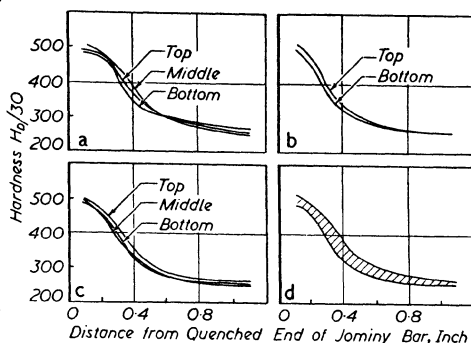 Hardness H_D/30
500
400
300
200
Top
Middle
Bottom
a
Top
Bottom
b
500
400
300
200
Top
Middle
Bottom
c
d
0 0·4 0·8 0 0·4 0·8
Distance from Quenched End of Jominy Bar, Inch